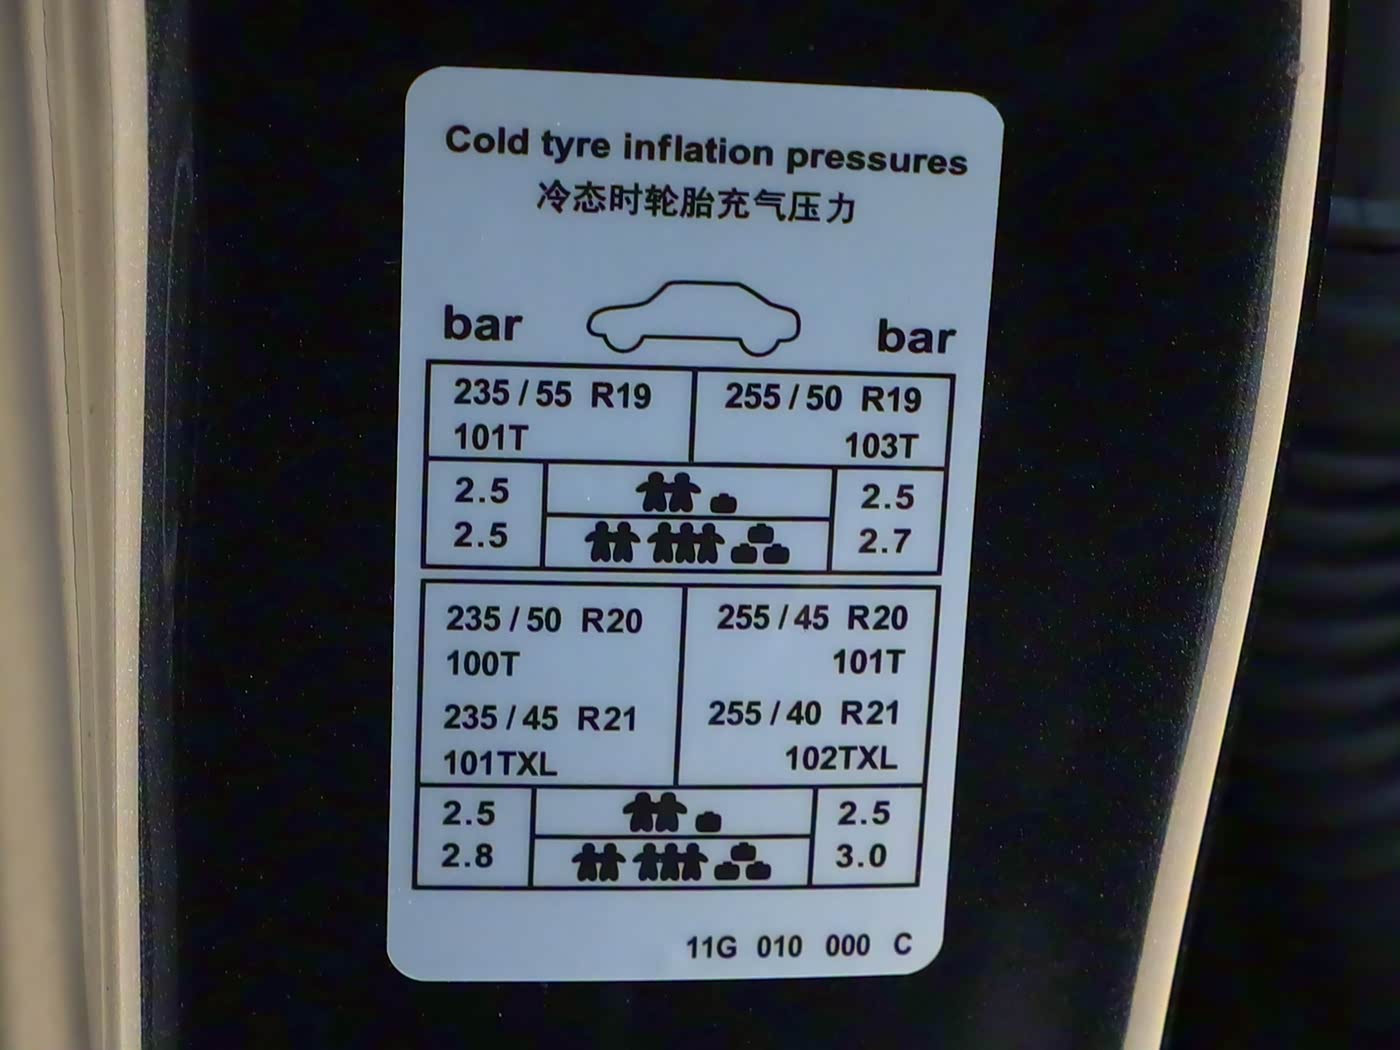 Cold tyre inflation pressures
冷态时轮胎充气压力
bar bar
235 / 55 R19 255 / 50 R19
101T 103T
2.5 2.5
2.5 2.7
235 / 50 R20 255 / 45 R20
100T 101T
235 / 45 R21 255 / 40 R21
101TXL 102TXL
2.5 2.5
2.8 3.0
11G 010 000 C